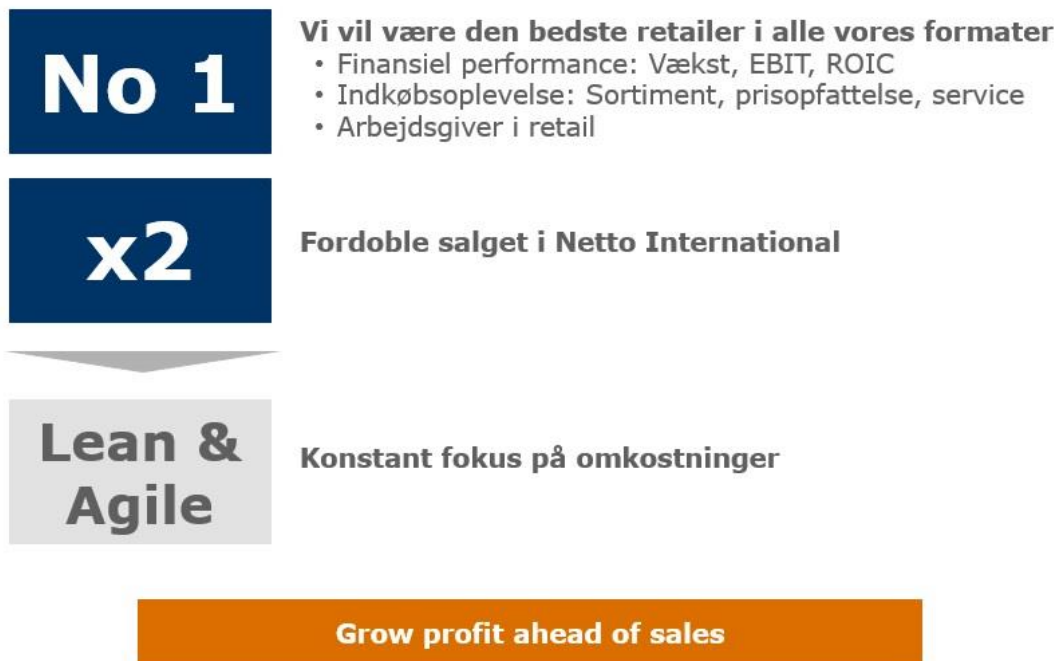 No 1
Vi vil være den bedste retailer i alle vores formater
• Finansiel performance: Vækst, EBIT, ROIC
• Indkøbsoplevelse: Sortiment, prisopfattelse, service
• Arbejdsgiver i retail
x2
Fordoble salget i Netto International
Lean &
Agile
Konstant fokus på omkostninger
Grow profit ahead of sales